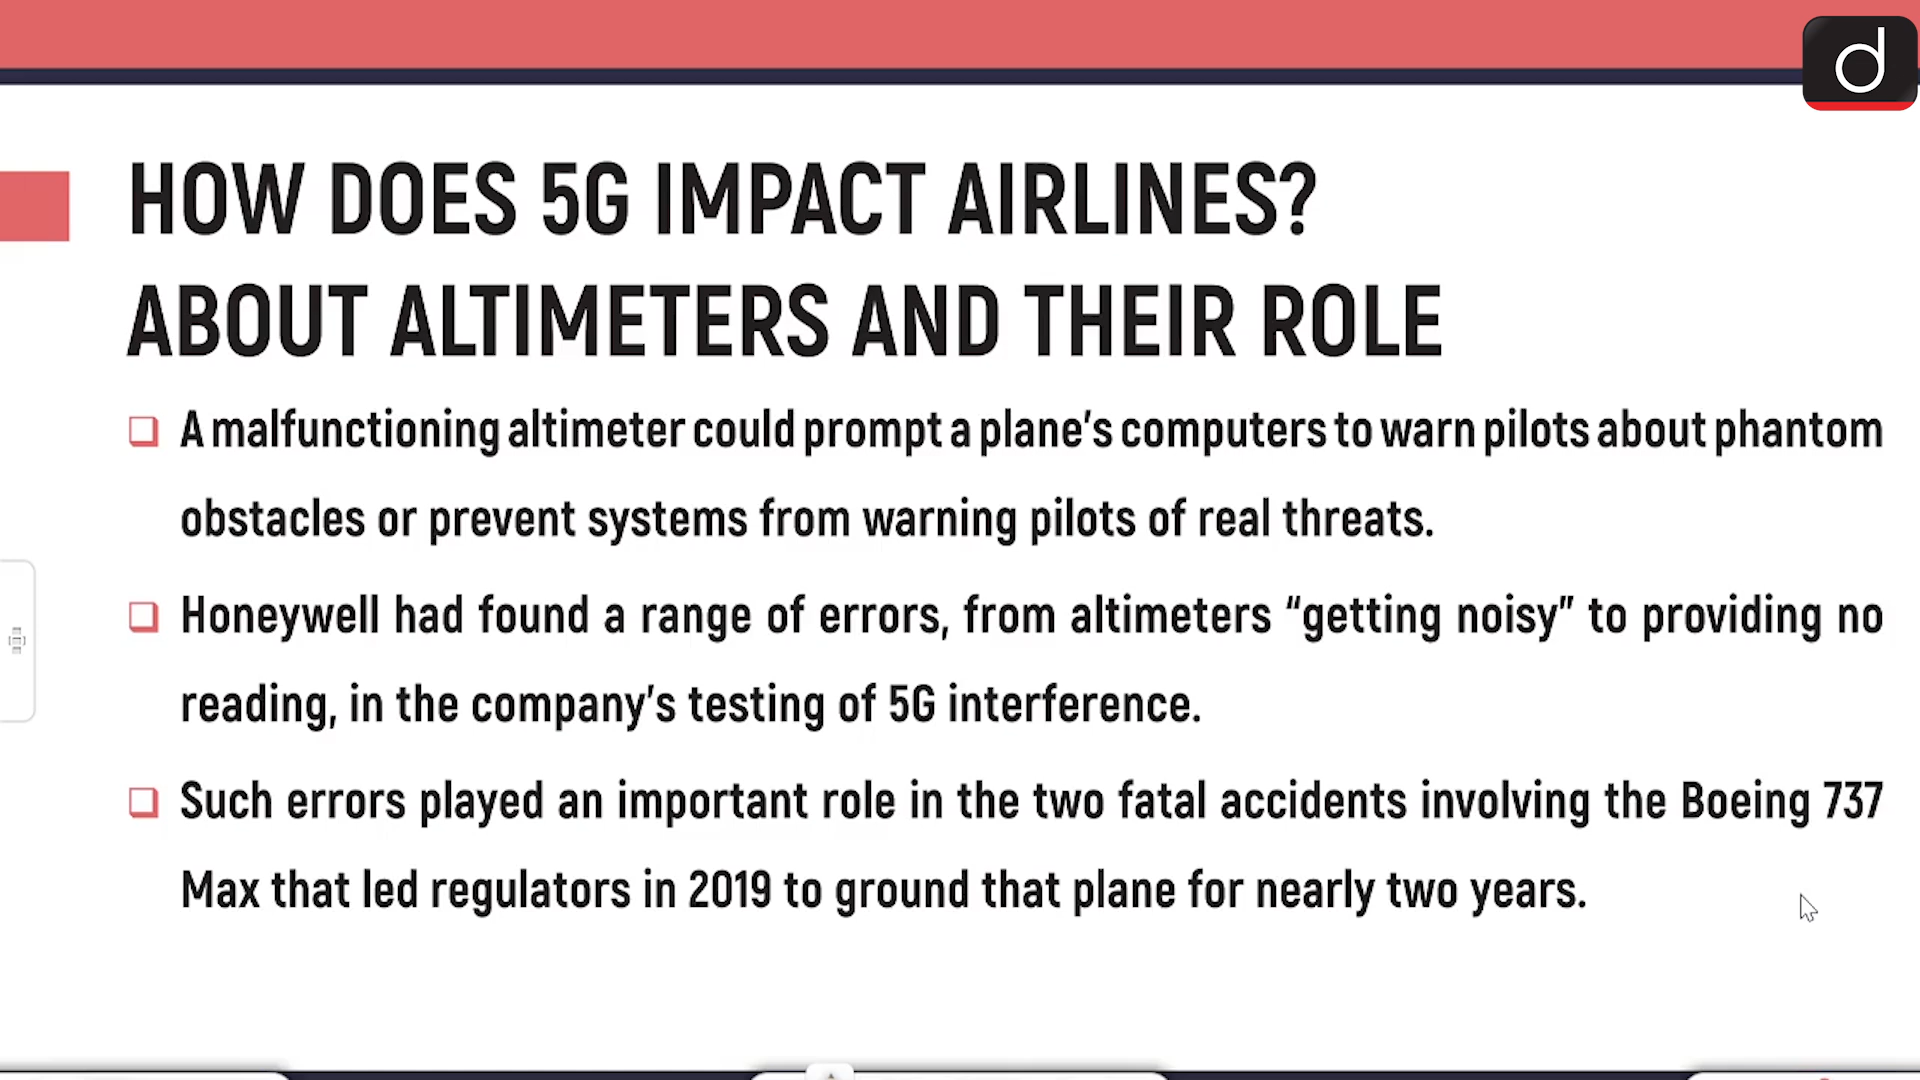 d
HOW DOES 5G IMPACT AIRLINES?
ABOUT ALTIMETERS AND THEIR ROLE
A malfunctioning altimeter could prompt a plane's computers to warn pilots about phantom
obstacles or prevent systems from warning pilots of real threats.
Honeywell had found a range of errors, from altimeters “getting noisy” to providing no
reading, in the company's testing of 5G interference.
Such errors played an important role in the two fatal accidents involving the Boeing 737
Max that led regulators in 2019 to ground that plane for nearly two years.